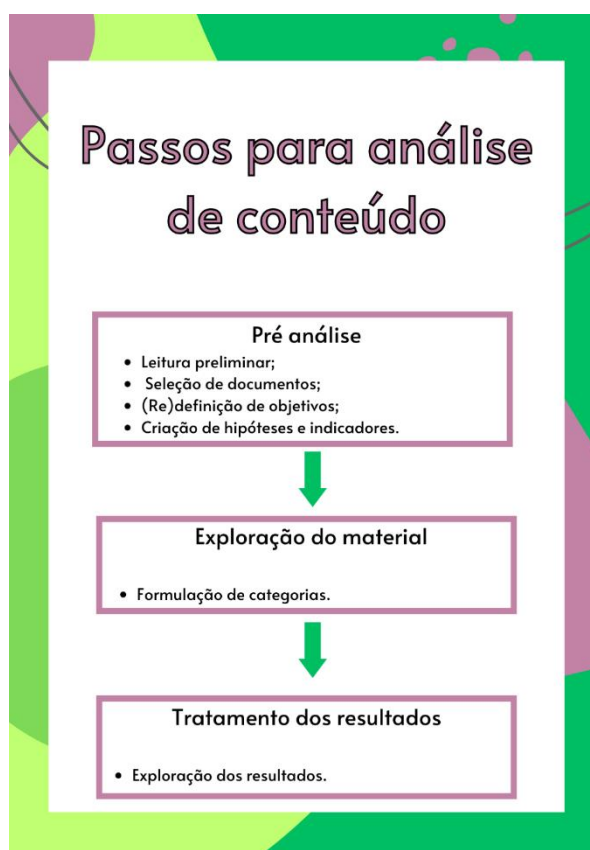 Passos para análise
de conteúdo
Pré análise
• Leitura preliminar;
• Seleção de documentos;
• (Re)definição de objetivos;
• Criação de hipóteses e indicadores.
Exploração do material
• Formulação de categorias.
Tratamento dos resultados
• Exploração dos resultados.